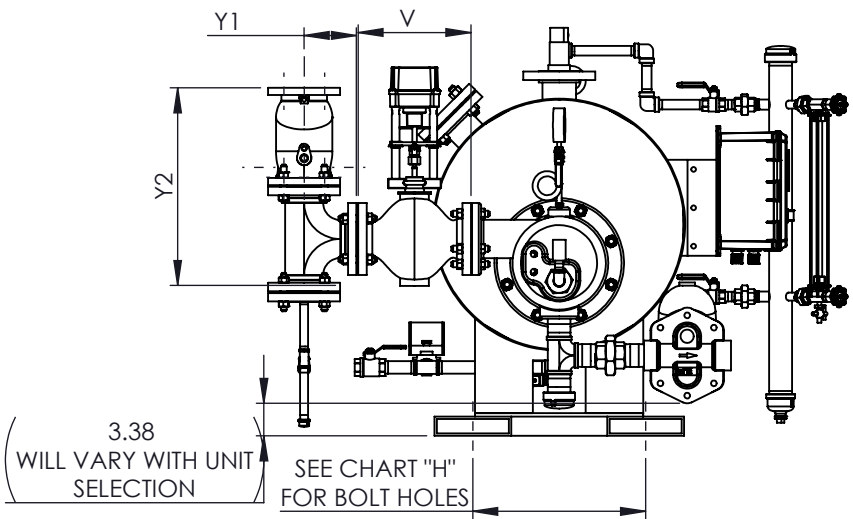 Y1
V
Y2
3.38
WILL VARY WITH UNIT
SELECTION
SEE CHART "H"
FOR BOLT HOLES